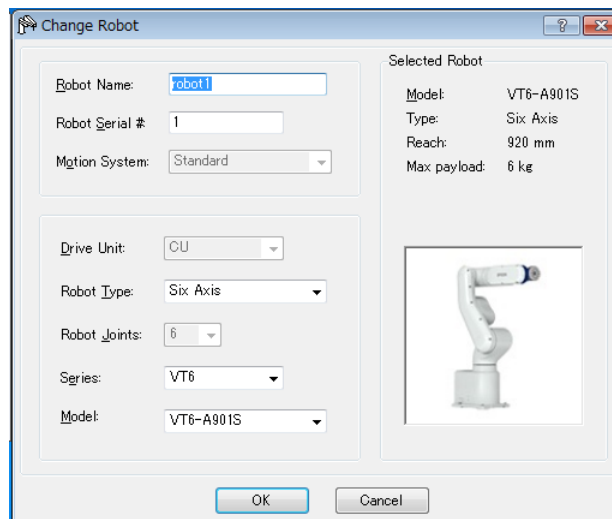 Change Robot
Robot Name: robot1
Robot Serial # 1
Motion System: Standard
Drive Unit: CU
Robot Type: Six Axis
Robot Joints: 6
Series: VT6
Model: VT6-A901S
Selected Robot
Model: VT6-A901S
Type: Six Axis
Reach: 920 mm
Max payload: 6 kg
OK Cancel